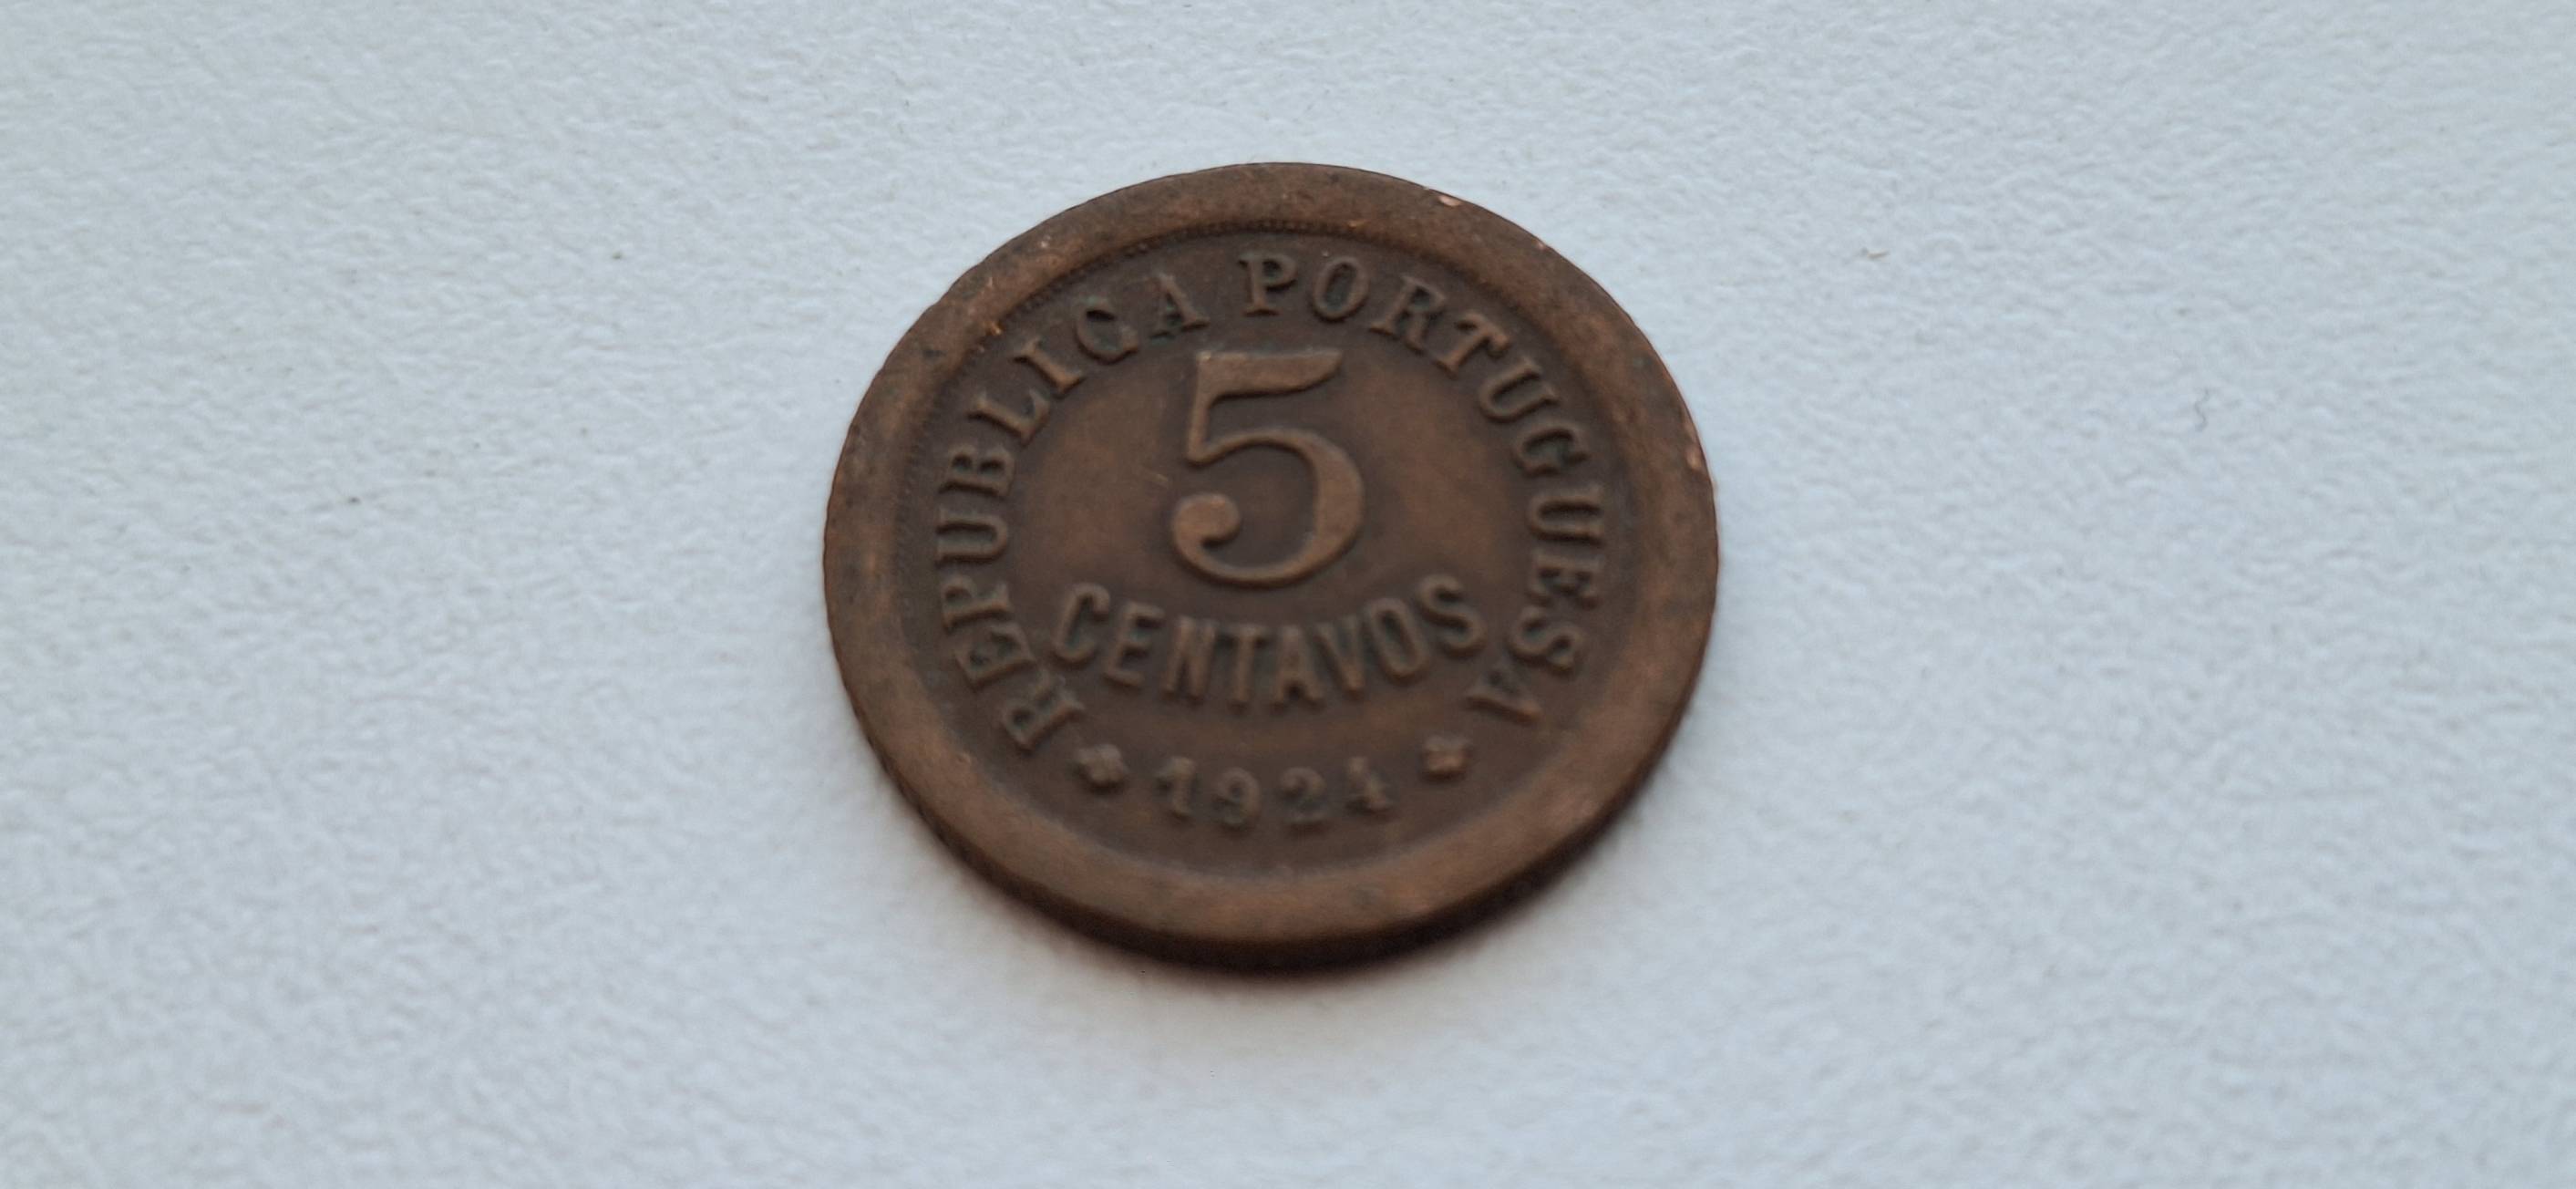 REPUBLICA PORTUGUESA
5
CENTAVOS
1924